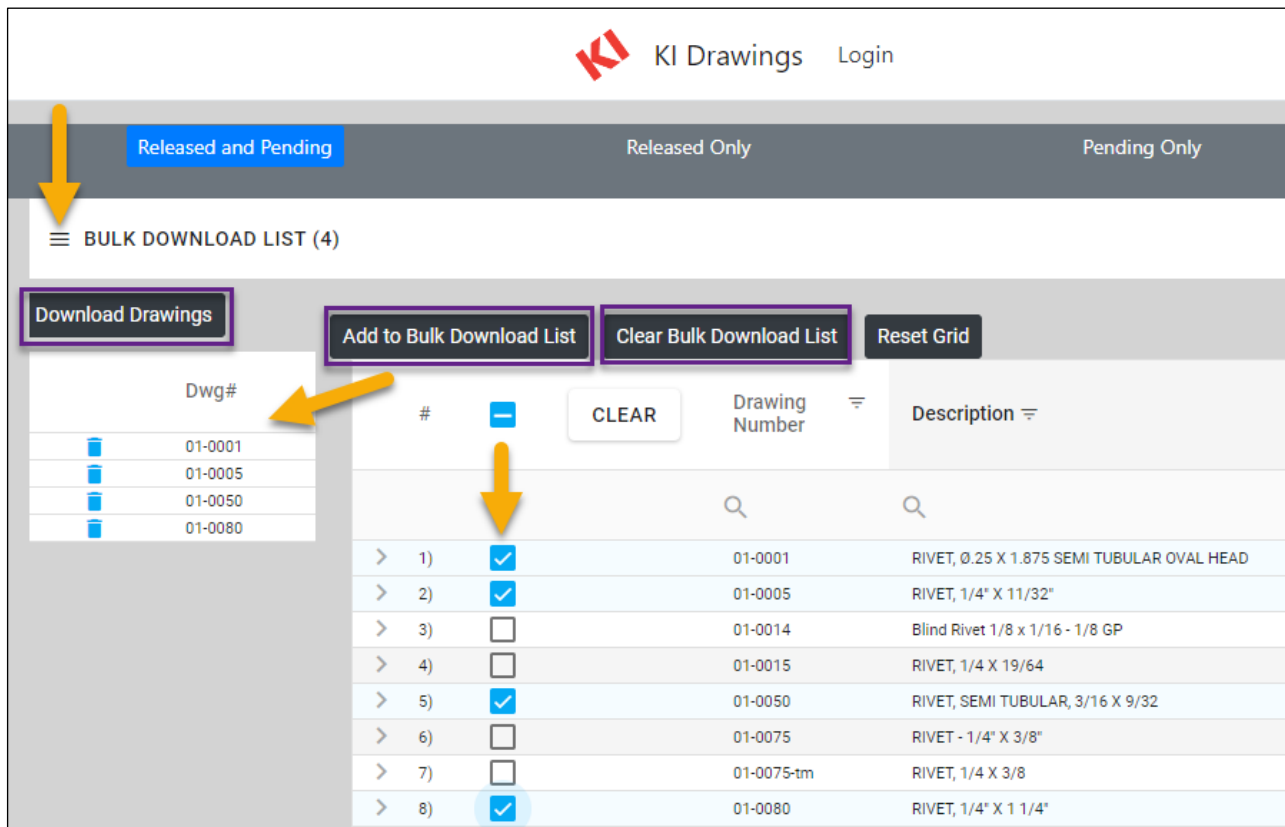 KI KI Drawings Login
Released and Pending Released Only Pending Only
BULK DOWNLOAD LIST (4)
Download Drawings
Add to Bulk Download List Clear Bulk Download List Reset Grid
Dwg#
01-0001
01-0005
01-0050
01-0080
# CLEAR Drawing Number Description
1) 01-0001 RIVET, Ø.25 X 1.875 SEMI TUBULAR OVAL HEAD
2) 01-0005 RIVET, 1/4" X 11/32"
3) 01-0014 Blind Rivet 1/8 x 1/16 - 1/8 GP
4) 01-0015 RIVET, 1/4 X 19/64
5) 01-0050 RIVET, SEMI TUBULAR, 3/16 X 9/32
6) 01-0075 RIVET - 1/4" X 3/8"
7) 01-0075-tm RIVET, 1/4 X 3/8
8) 01-0080 RIVET, 1/4" X 1 1/4"